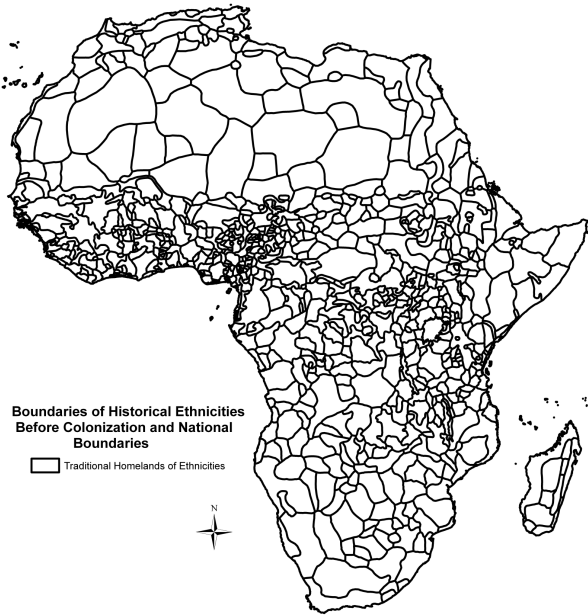 Boundaries of Historical Ethnicities
Before Colonization and National
Boundaries
Traditional Homelands of Ethnicities
N